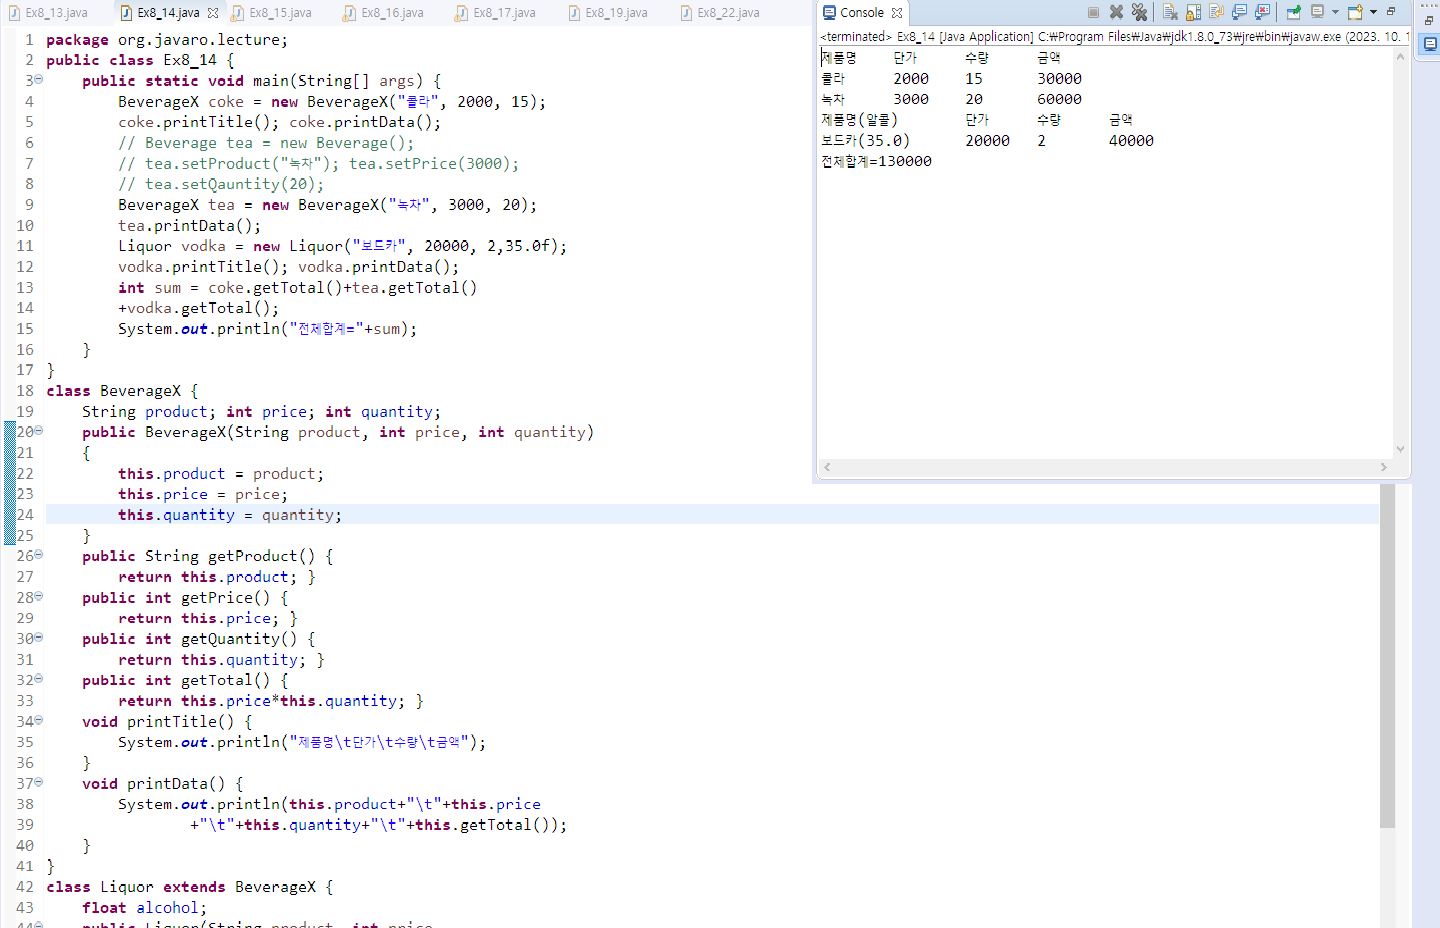 Ex8_13.java Ex8_14.java Ex8_15.java Ex8_16.java Ex8_17.java Ex8_19.java Ex8_22.java
1 package org.javaro.lecture;
2 public class Ex8_14 {
3 public static void main(String[] args) {
4 BeverageX coke = new BeverageX("콜라", 2000, 15);
5 coke.printTitle(); coke.printData();
6 // Beverage tea = new Beverage();
7 // tea.setProduct("녹차"); tea.setPrice(3000);
8 // tea.setQauntity(20);
9 BeverageX tea = new BeverageX("녹차", 3000, 20);
10 tea.printData();
11 Liquor vodka = new Liquor("보드카", 20000, 2,35.0f);
12 vodka.printTitle(); vodka.printData();
13 int sum = coke.getTotal()+tea.getTotal()
14 +vodka.getTotal();
15 System.out.println("전체합계="+sum);
16 }
17 }
18 class BeverageX {
19 String product; int price; int quantity;
20 public BeverageX(String product, int price, int quantity)
21 {
22 this.product = product;
23 this.price = price;
24 this.quantity = quantity;
25 }
26 public String getProduct() {
27 return this.product; }
28 public int getPrice() {
29 return this.price; }
30 public int getQuantity() {
31 return this.quantity; }
32 public int getTotal() {
33 return this.price*this.quantity; }
34 void printTitle() {
35 System.out.println("제품명\t단가\t수량\t금액");
36 }
37 void printData() {
38 System.out.println(this.product+"\t"+this.price
39 +"\t"+this.quantity+"\t"+this.getTotal());
40 }
41 }
42 class Liquor extends BeverageX {
43 float alcohol;
44 public Liquor(String product, int price,
Console
<terminated> Ex8_14 [Java Application] C:₩Program Files₩Java₩jdk1.8.0_73₩jre₩bin₩javaw.exe (2023. 10. 1
제품명 단가 수량 금액
콜라 2000 15 30000
녹차 3000 20 60000
제품명(알콜) 단가 수량 금액
보드카(35.0) 20000 2 40000
전체합계=130000